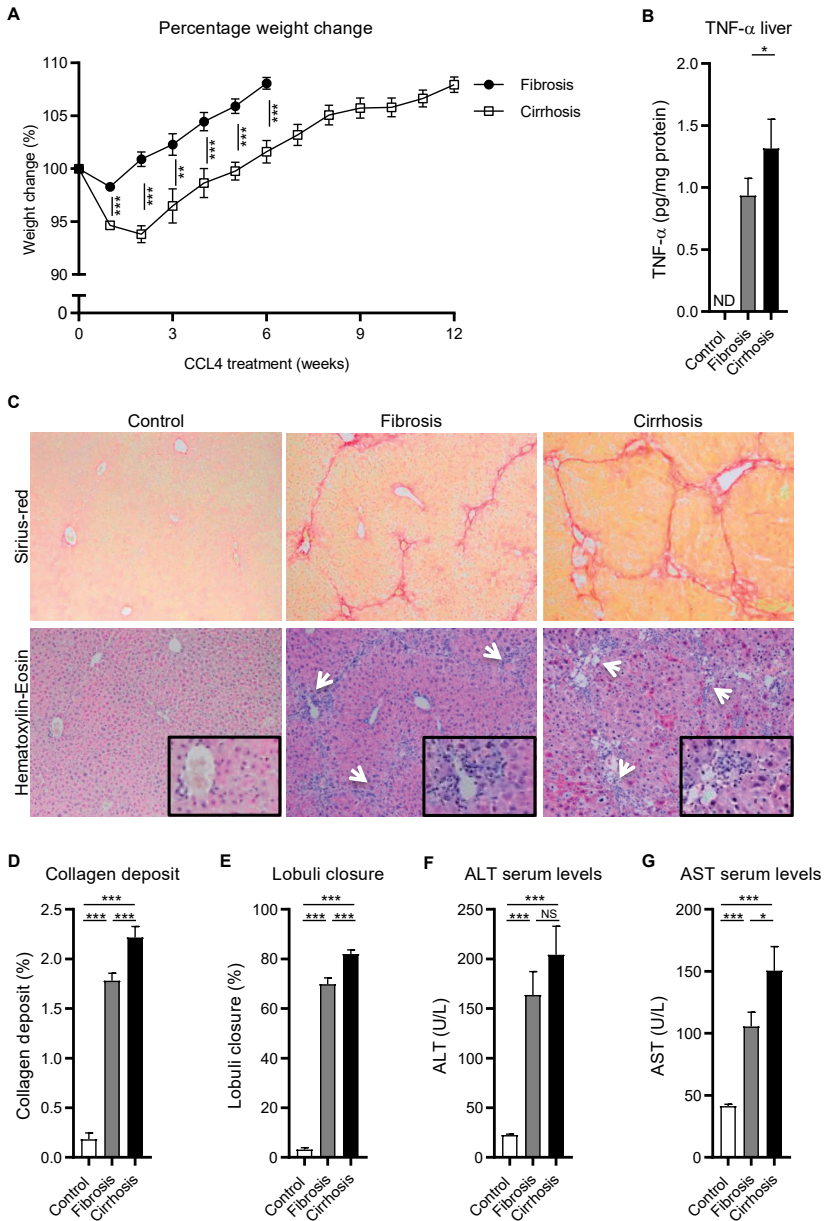 A
Percentage weight change
110
105
100
95
90
0
Weight change (%)
***
***
**
***
***
***
0
3
6
9
12
CCL4 treatment (weeks)
Fibrosis
Cirrhosis
B
TNF-α liver
*
2.0
1.5
1.0
0.5
0.0
TNF-α (pg/mg protein)
ND
Control
Fibrosis
Cirrhosis
C
Control
Fibrosis
Cirrhosis
Sirius-red
Hematoxylin-Eosin
D
Collagen deposit
***
*** ***
2.5
2.0
1.5
1.0
0.5
0.0
Collagen deposit (%)
Control
Fibrosis
Cirrhosis
E
Lobuli closure
***
*** ***
100
80
60
40
20
0
Lobuli closure (%)
Control
Fibrosis
Cirrhosis
F
ALT serum levels
***
*** NS
250
200
150
100
50
0
ALT (U/L)
Control
Fibrosis
Cirrhosis
G
AST serum levels
***
*** *
200
150
100
50
0
AST (U/L)
Control
Fibrosis
Cirrhosis